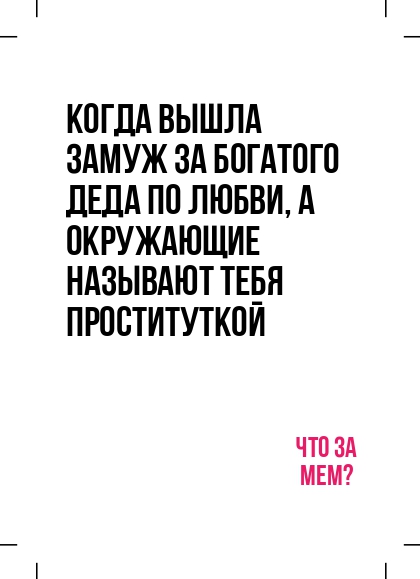 КОГДА ВЫШЛА
ЗАМУЖ ЗА БОГАТОГО
ДЕДА ПО ЛЮБВИ, А
ОКРУЖАЮЩИЕ
НАЗЫВАЮТ ТЕБЯ
ПРОСТИТУТКОЙ
ЧТО ЗА
МЕМ?